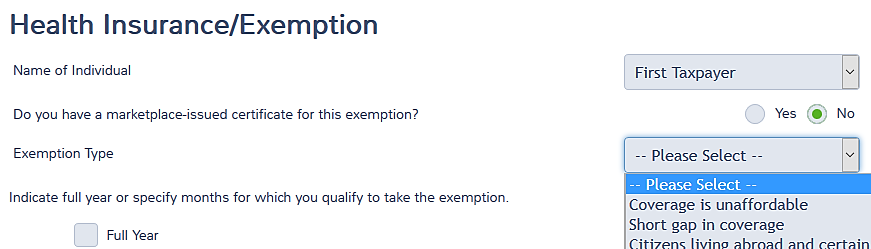 Health Insurance/Exemption
Name of Individual
First Taxpayer
Do you have a marketplace-issued certificate for this exemption?
Yes
No
Exemption Type
-- Please Select --
-- Please Select --
Coverage is unaffordable
Indicate full year or specify months for which you qualify to take the exemption.
Short gap in coverage
Full Year
Citizens living abroad and certain